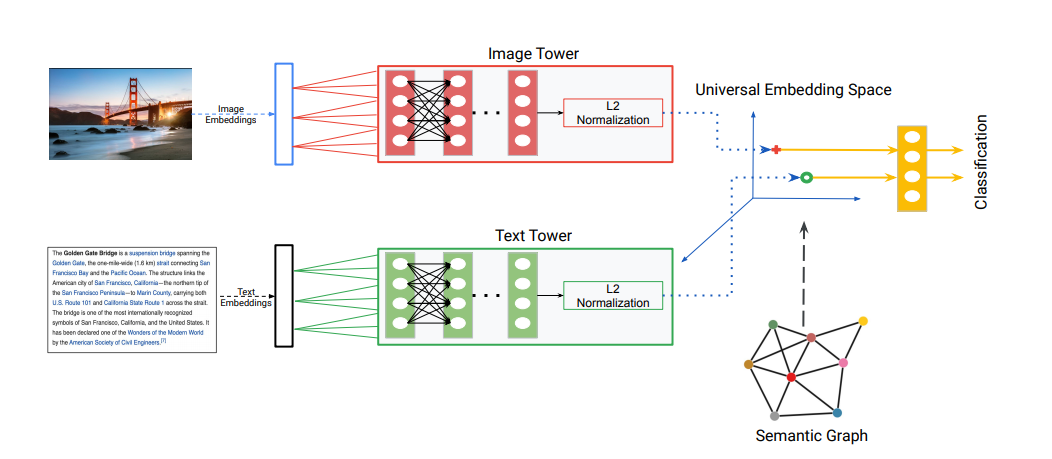 Image Tower
Image
Embeddings
L2
Normalization
Universal Embedding Space
Classification
Text Tower
The Golden Gate Bridge is a suspension bridge spanning the
Golden Gate, the one-mile-wide (1.6 km) strait connecting San
Francisco Bay and the Pacific Ocean. The structure links the
American city of San Francisco, California—the northern tip of
the San Francisco Peninsula—to Marin County, carrying both
U.S. Route 101 and California State Route 1 across the strait.
The bridge is one of the most internationally recognized
symbols of San Francisco, California, and the United States. It
has been declared one of the Wonders of the Modern World
by the American Society of Civil Engineers.[7]
Text
Embeddings
L2
Normalization
Semantic Graph